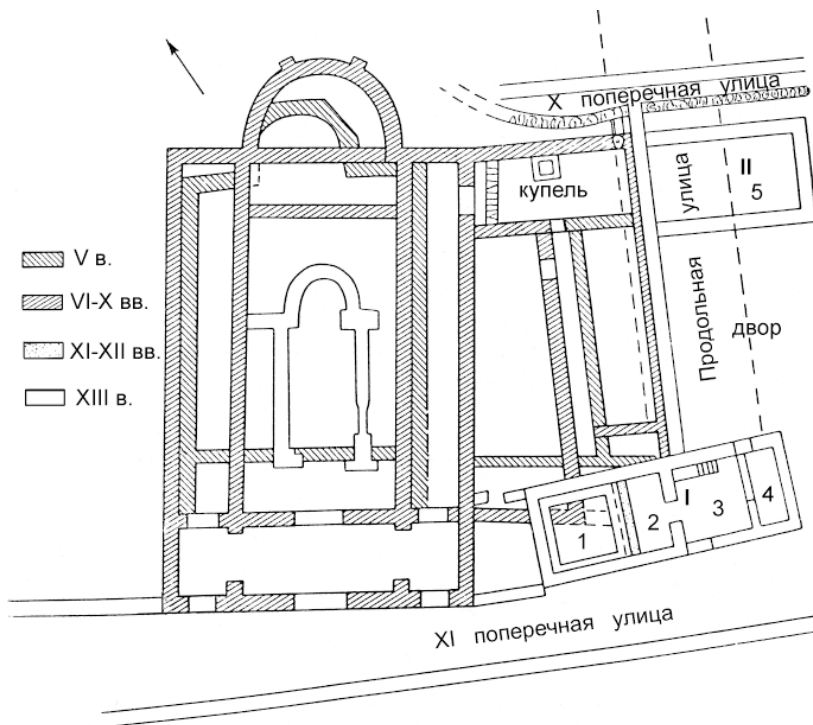 X поперечная улица
купель
улица
II
5
V в.
VI-X вв.
XI-XII вв.
XIII в.
Продольная
двор
I
1
2
3
4
XI поперечная улица